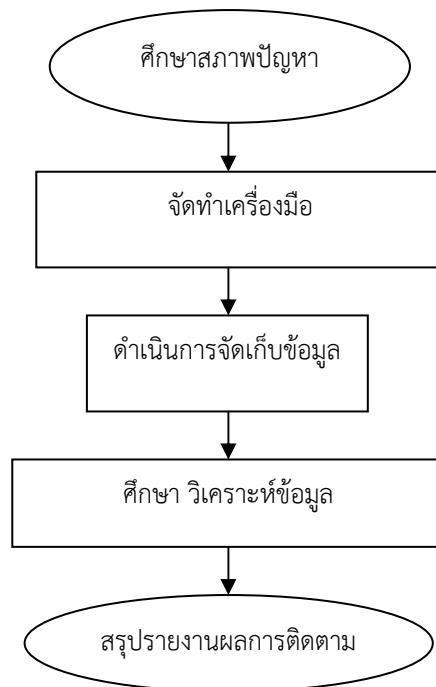 ศึกษาสภาพปัญหา
จัดทำเครื่องมือ
ดำเนินการจัดเก็บข้อมูล
ศึกษา วิเคราะห์ข้อมูล
สรุปรายงานผลการติดตาม